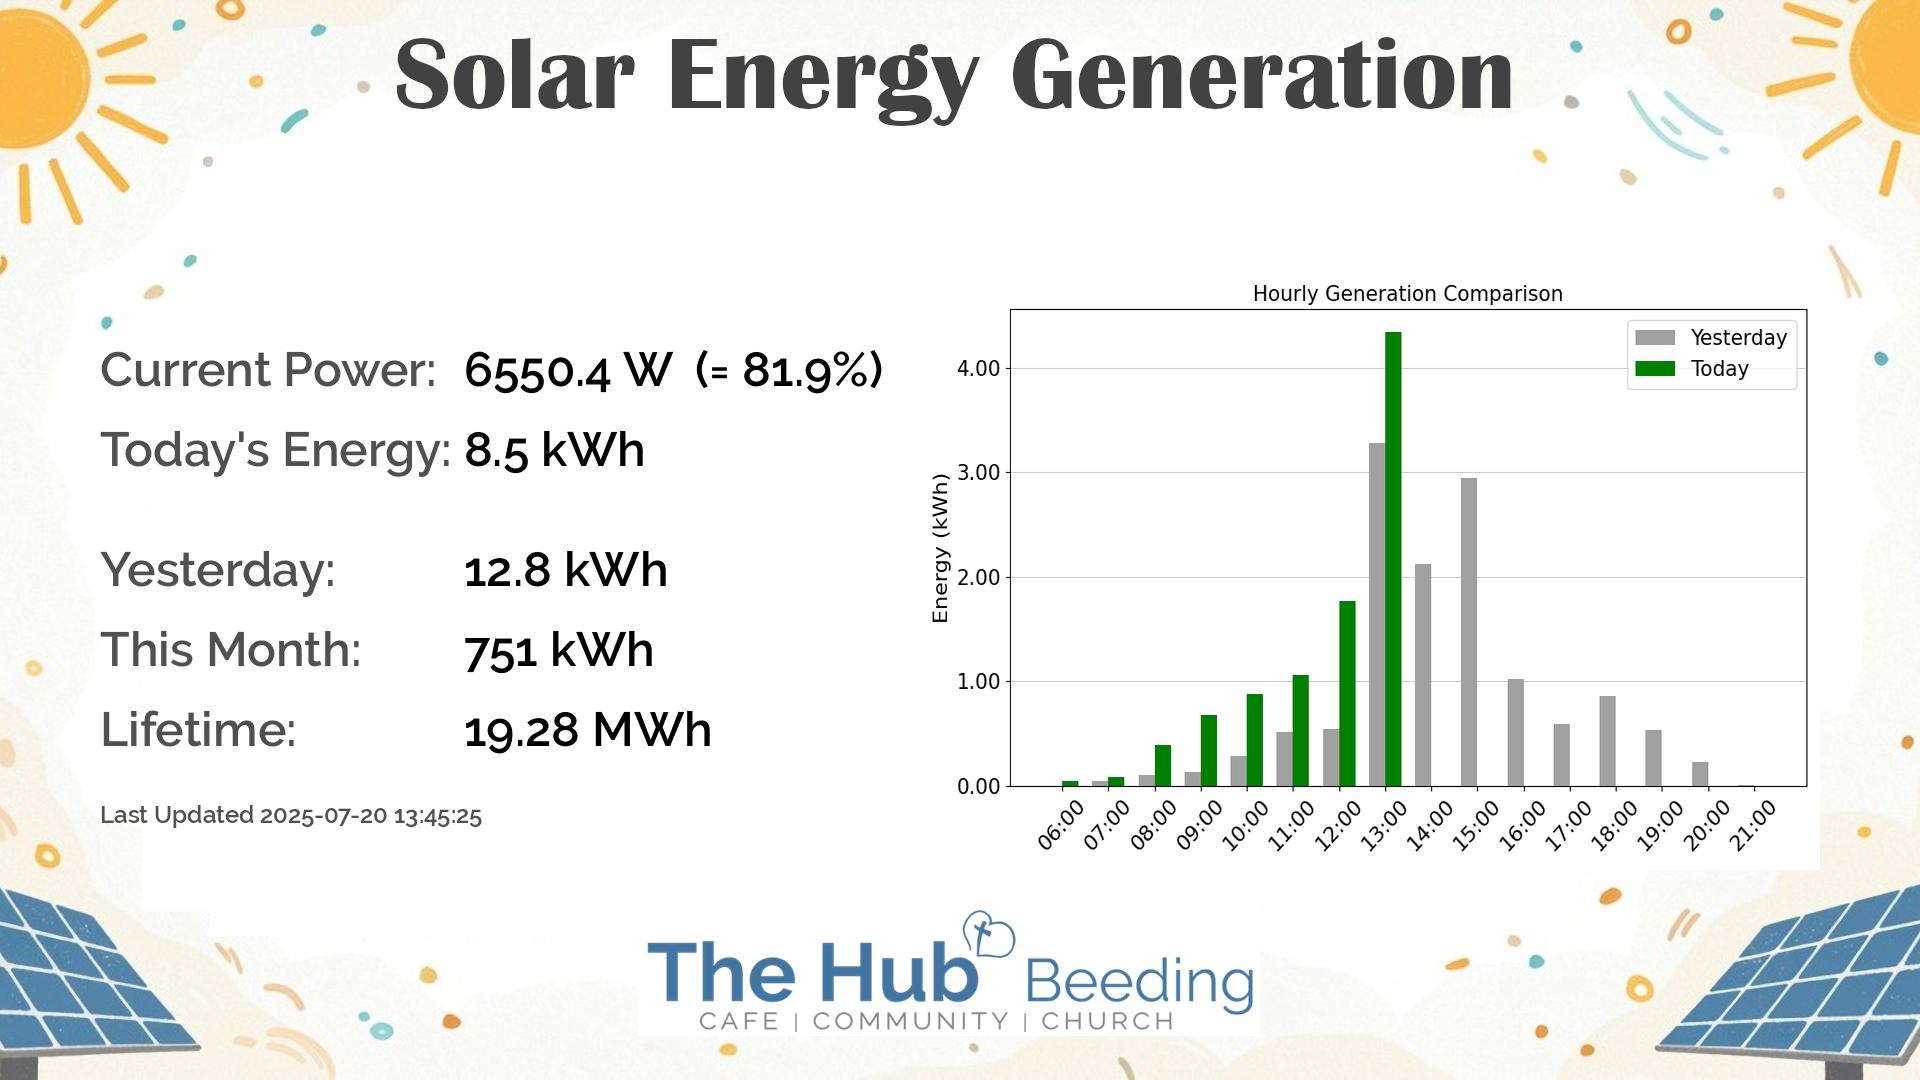 Solar Energy Generation
Current Power: 6550.4 W (= 81.9%)
Today's Energy: 8.5 kWh
Yesterday: 12.8 kWh
This Month: 751 kWh
Lifetime: 19.28 MWh
Last Updated 2025-07-20 13:45:25
Hourly Generation Comparison
Yesterday
Today
Energy (kWh)
4.00
3.00
2.00
1.00
0.00
06:00 07:00 08:00 09:00 10:00 11:00 12:00 13:00 14:00 15:00 16:00 17:00 18:00 19:00 20:00 21:00
The Hub Beeding
CAFE | COMMUNITY | CHURCH